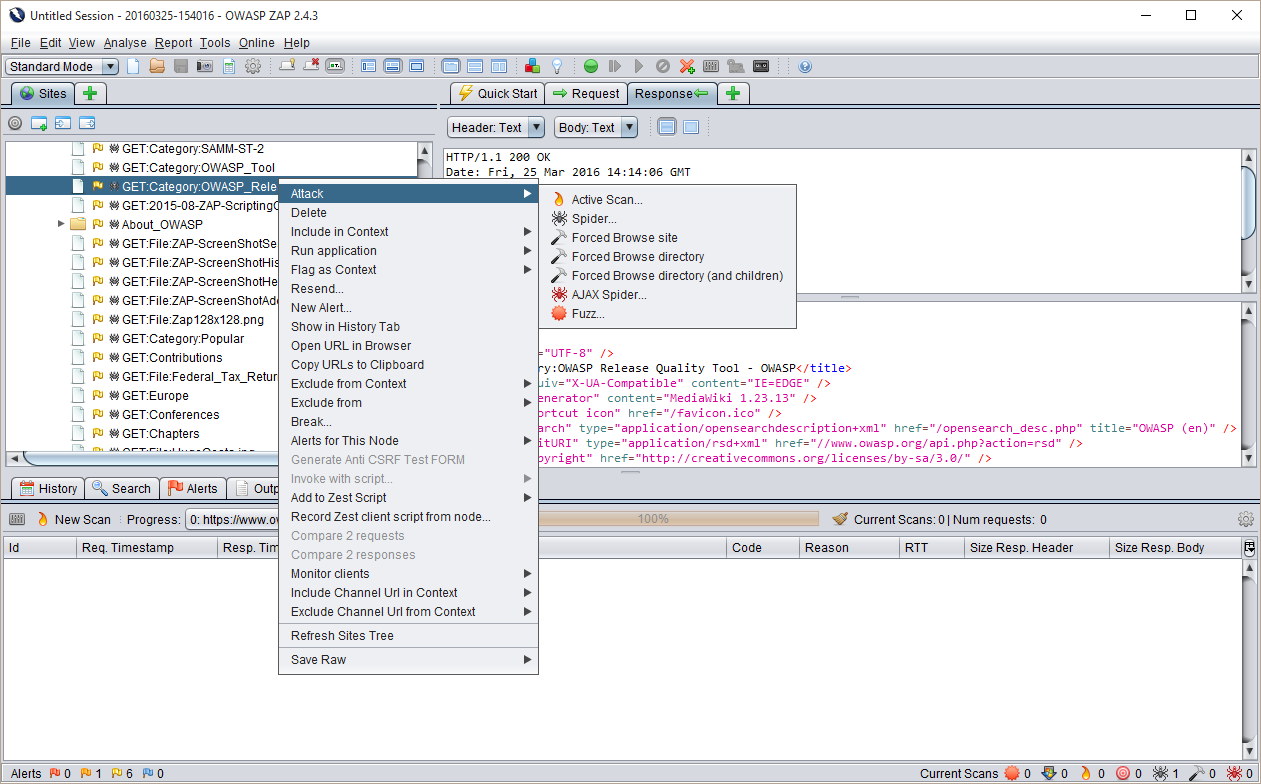 Untitled Session - 20160325-154016 - OWASP ZAP 2.4.3
File Edit View Analyse Report Tools Online Help
Standard Mode
Sites
Quick Start Request Response
Header: Text Body: Text
GET:Category:SAMM-ST-2
GET:Category:OWASP_Tool
GET:Category:OWASP_Rele
GET:2015-08-ZAP-Scripting
About_OWASP
GET:File:ZAP-ScreenShotSe
GET:File:ZAP-ScreenShotHis
GET:File:ZAP-ScreenShotHe
GET:File:ZAP-ScreenShotAd
GET:File:Zap128x128.png
GET:Category:Popular
GET:Contributions
GET:File:Federal_Tax_Retur
GET:Europe
GET:Conferences
GET:Chapters
HTTP/1.1 200 OK
Date: Fri, 25 Mar 2016 14:14:06 GMT
Attack
Delete
Include in Context
Run application
Flag as Context
Resend...
New Alert...
Show in History Tab
Open URL in Browser
Copy URLs to Clipboard
Exclude from Context
Exclude from
Break...
Alerts for This Node
Generate Anti CSRF Test FORM
Invoke with script...
Add to Zest Script
Record Zest client script from node...
Compare 2 requests
Compare 2 responses
Monitor clients
Include Channel Url in Context
Exclude Channel Url from Context
Refresh Sites Tree
Save Raw
Active Scan...
Spider...
Forced Browse site
Forced Browse directory
Forced Browse directory (and children)
AJAX Spider...
Fuzz...
="UTF-8" />
ry:OWASP Release Quality Tool - OWASP</title>
uiv="X-UA-Compatible" content="IE=EDGE" />
enerator" content="MediaWiki 1.23.13" />
ortcut icon" href="/favicon.ico" />
arch" type="application/opensearchdescription+xml" href="/opensearch_desc.php" title="OWASP (en)" />
itURI" type="application/rsd+xml" href="//www.owasp.org/api.php?action=rsd" />
pyright" href="http://creativecommons.org/licenses/by-sa/3.0/" />
History Search Alerts Outp
New Scan Progress: 0: https://www.ow 100% Current Scans: 0 Num requests: 0
Id Req. Timestamp Resp. Tim Code Reason RTT Size Resp. Header Size Resp. Body
Alerts 0 1 6 0 Current Scans 0 0 0 0 1 0 0